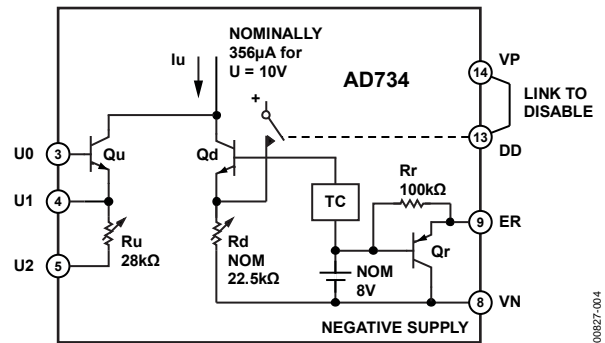 NOMINALLY
356µA for
U = 10V
Iu
AD734
VP
14
LINK TO
DISABLE
+
13
DD
U0
3
Qu
Qd
U1
4
TC
Rr
100kΩ
9
ER
Ru
28kΩ
Rd
NOM
22.5kΩ
Qr
U2
5
NOM
8V
8
VN
NEGATIVE SUPPLY
00827-004